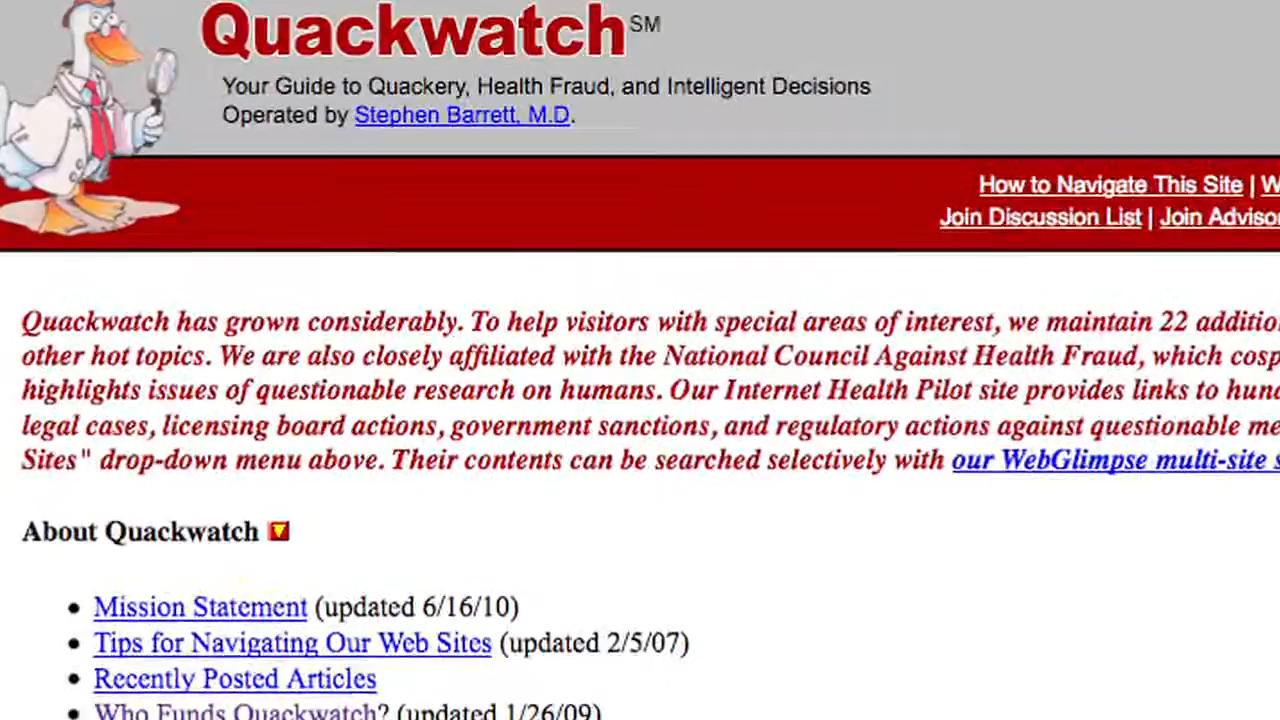 Quackwatch SM
Your Guide to Quackery, Health Fraud, and Intelligent Decisions
Operated by Stephen Barrett, M.D.
How to Navigate This Site |
Join Discussion List | Join
Quackwatch has grown considerably. To help visitors with special areas of interest, we maintain 22
other hot topics. We are also closely affiliated with the National Council Against Health Fraud, which
highlights issues of questionable research on humans. Our Internet Health Pilot site provides links to
legal cases, licensing board actions, government sanctions, and regulatory actions against questionable
Sites" drop-down menu above. Their contents can be searched selectively with our WebGlimpse multi-site
About Quackwatch
• Mission Statement (updated 6/16/10)
• Tips for Navigating Our Web Sites (updated 2/5/07)
• Recently Posted Articles
• Who Funds Quackwatch? (updated 1/26/09)